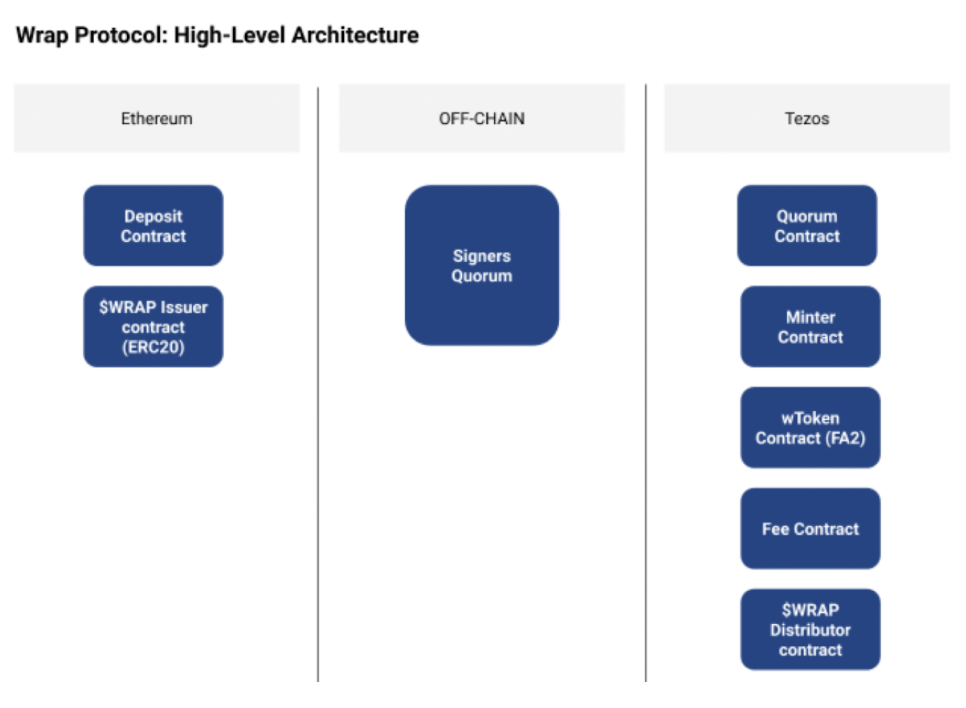 Wrap Protocol: High-Level Architecture
Ethereum
Deposit
Contract
$WRAP Issuer
contract
(ERC20)
OFF-CHAIN
Signers
Quorum
Tezos
Quorum
Contract
Minter
Contract
wToken
Contract (FA2)
Fee Contract
$WRAP
Distributor
contract